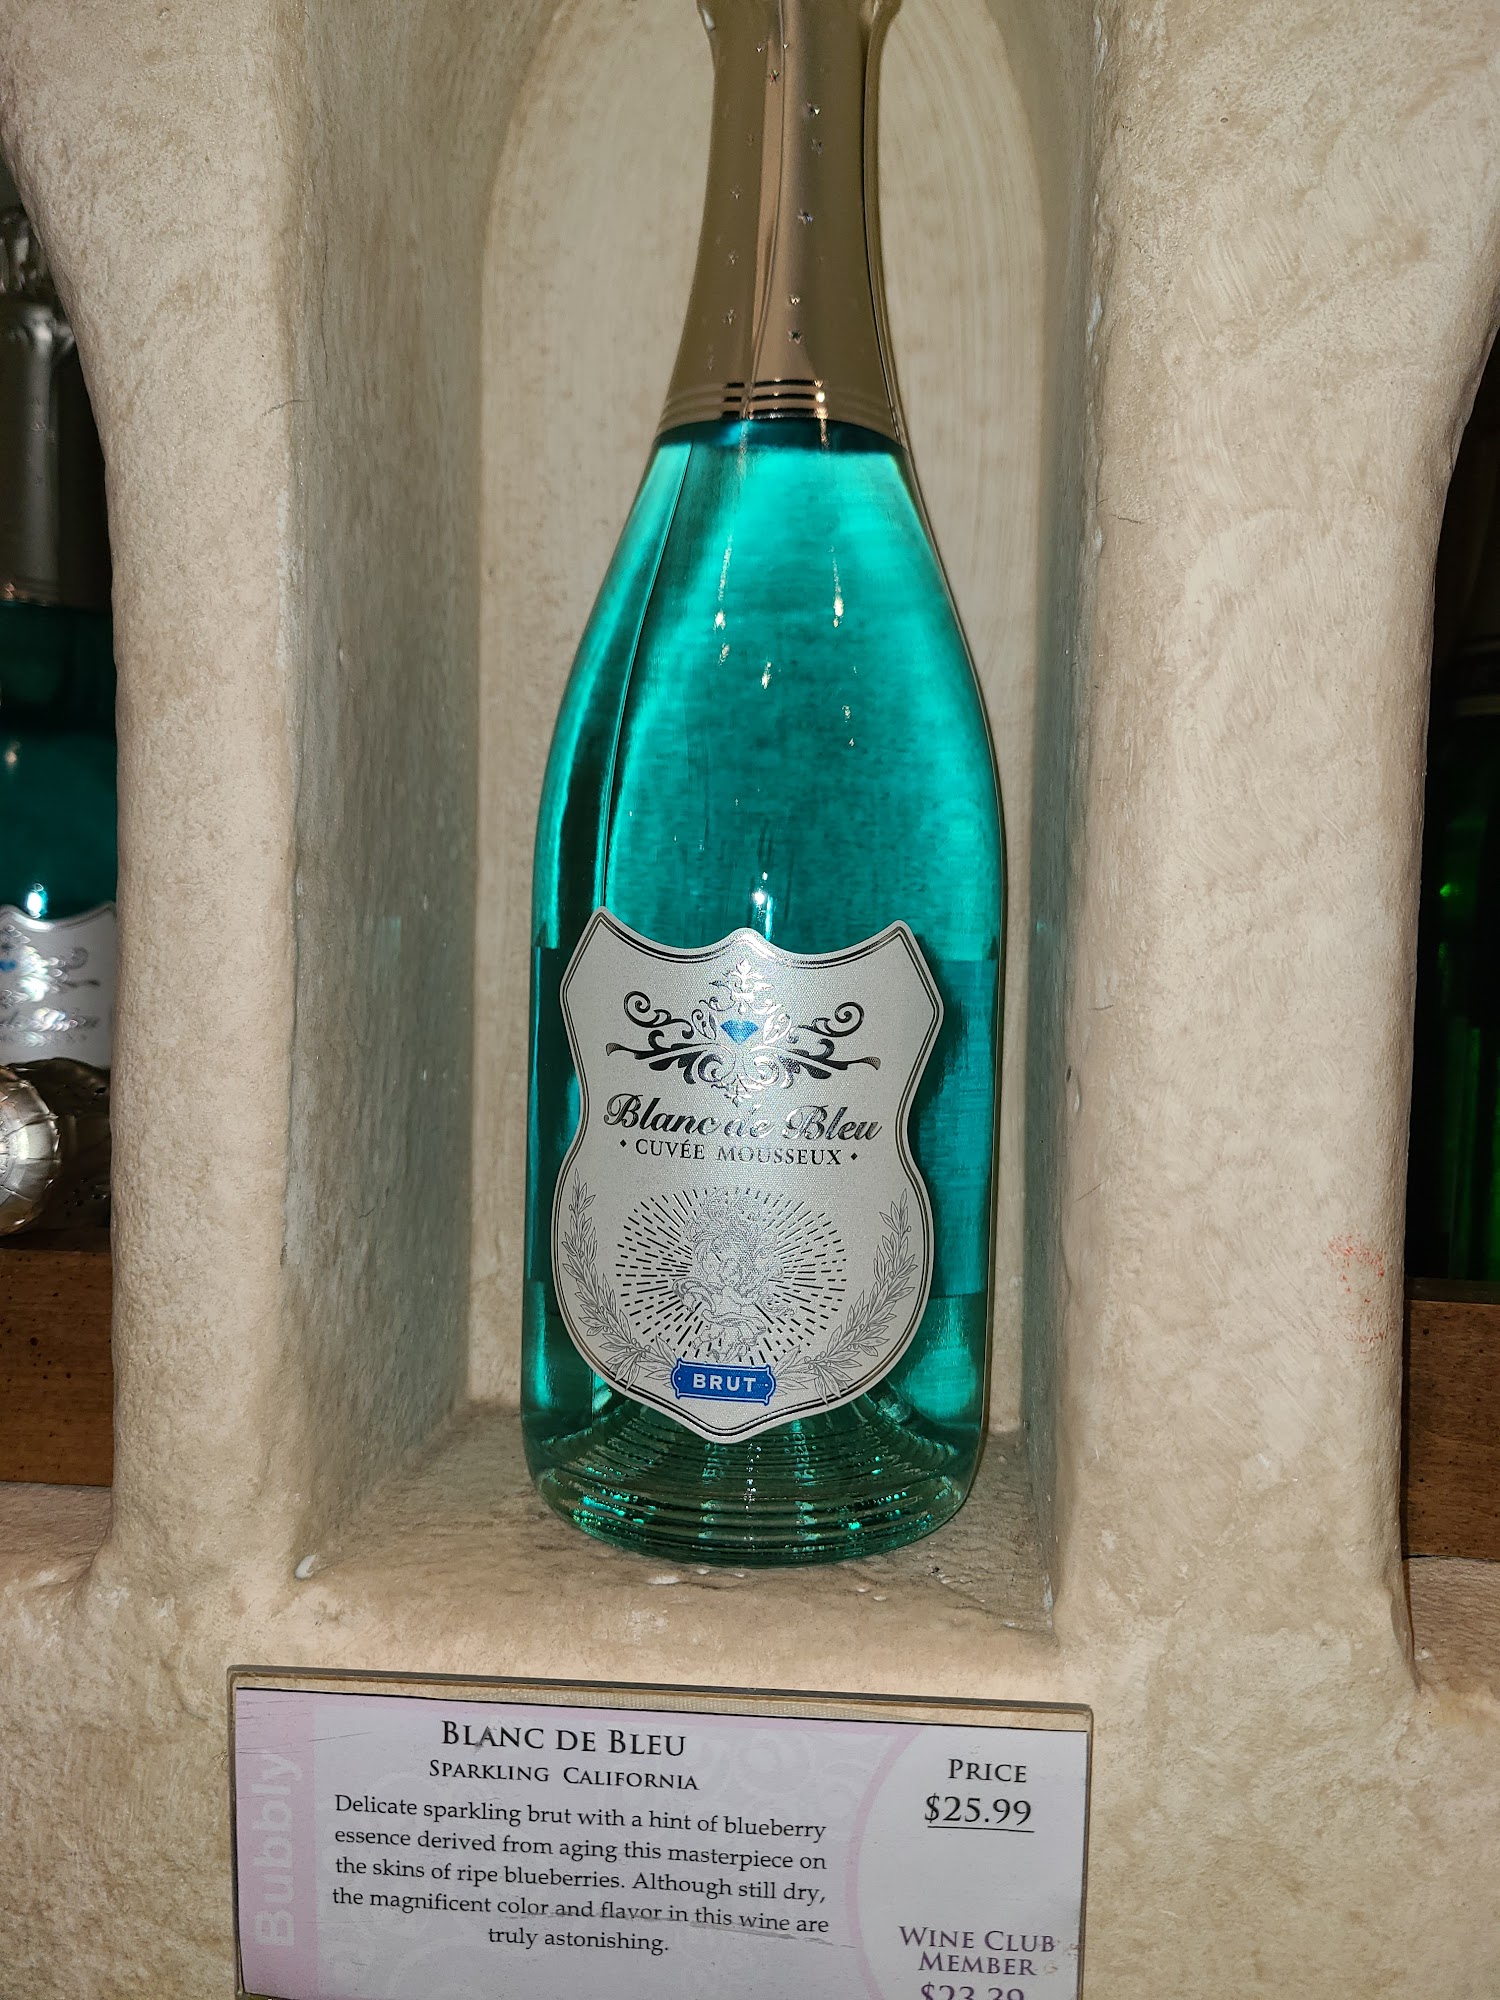 Blanc de Bleu
• CUVÉE MOUSSEUX •
BRUT
Bubbly
BLANC DE BLEU
SPARKLING CALIFORNIA
Delicate sparkling brut with a hint of blueberry
essence derived from aging this masterpiece on
the skins of ripe blueberries. Although still dry,
the magnificent color and flavor in this wine are
truly astonishing.
PRICE
$25.99
WINE CLUB
MEMBER
$23.39